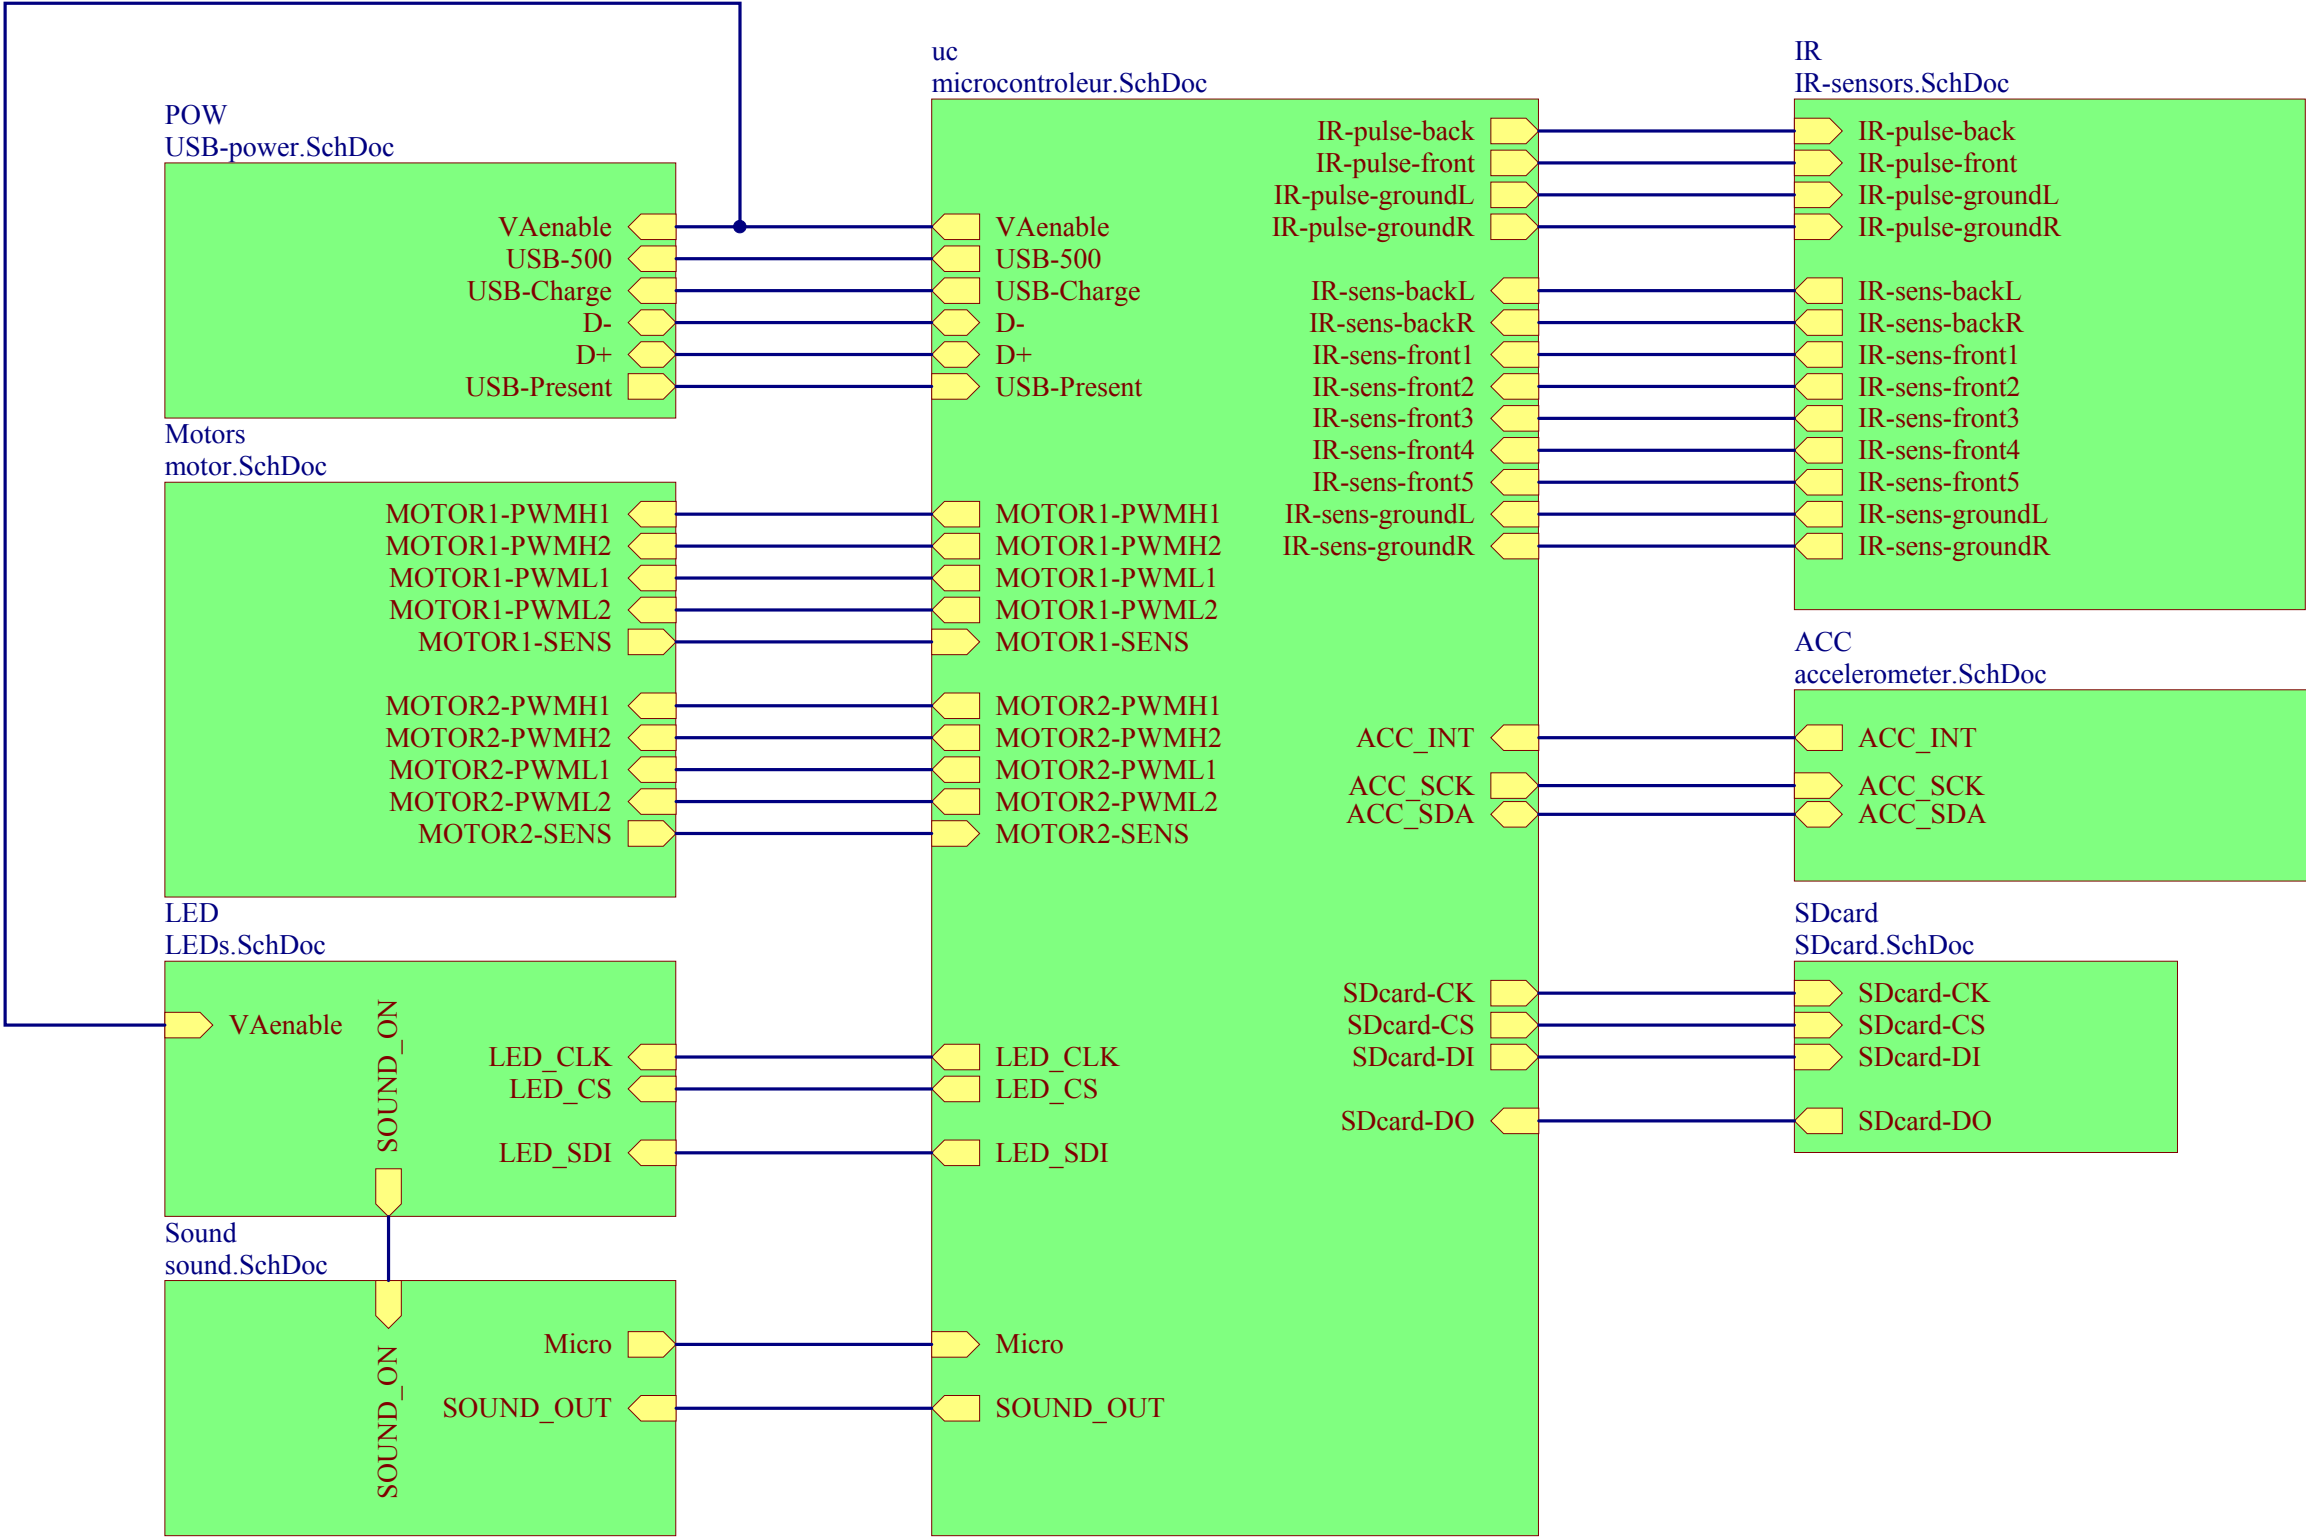 POW
USB-power.SchDoc
VAenable
USB-500
USB-Charge
D-
D+
USB-Present
Motors
motor.SchDoc
MOTOR1-PWMH1
MOTOR1-PWMH2
MOTOR1-PWML1
MOTOR1-PWML2
MOTOR1-SENS
MOTOR2-PWMH1
MOTOR2-PWMH2
MOTOR2-PWML1
MOTOR2-PWML2
MOTOR2-SENS
LED
LEDs.SchDoc
VAenable
SOUND_ON
LED_CLK
LED_CS
LED_SDI
Sound
sound.SchDoc
SOUND_ON
Micro
SOUND_OUT
uc
microcontroleur.SchDoc
VAenable
USB-500
USB-Charge
D-
D+
USB-Present
MOTOR1-PWMH1
MOTOR1-PWMH2
MOTOR1-PWML1
MOTOR1-PWML2
MOTOR1-SENS
MOTOR2-PWMH1
MOTOR2-PWMH2
MOTOR2-PWML1
MOTOR2-PWML2
MOTOR2-SENS
LED_CLK
LED_CS
LED_SDI
Micro
SOUND_OUT
IR-pulse-back
IR-pulse-front
IR-pulse-groundL
IR-pulse-groundR
IR-sens-backL
IR-sens-backR
IR-sens-front1
IR-sens-front2
IR-sens-front3
IR-sens-front4
IR-sens-front5
IR-sens-groundL
IR-sens-groundR
ACC_INT
ACC_SCK
ACC_SDA
SDcard-CK
SDcard-CS
SDcard-DI
SDcard-DO
IR
IR-sensors.SchDoc
IR-pulse-back
IR-pulse-front
IR-pulse-groundL
IR-pulse-groundR
IR-sens-backL
IR-sens-backR
IR-sens-front1
IR-sens-front2
IR-sens-front3
IR-sens-front4
IR-sens-front5
IR-sens-groundL
IR-sens-groundR
ACC
accelerometer.SchDoc
ACC_INT
ACC_SCK
ACC_SDA
SDcard
SDcard.SchDoc
SDcard-CK
SDcard-CS
SDcard-DI
SDcard-DO